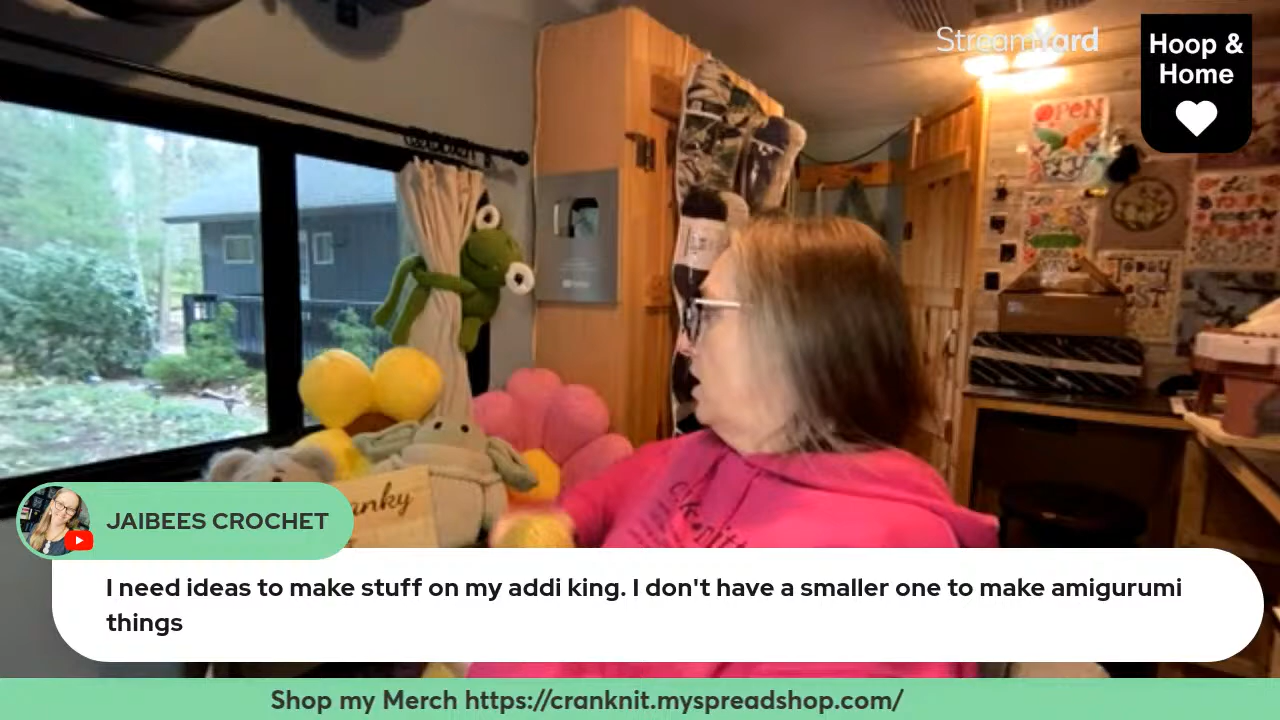 StreamYard
Hoop &
Home
OPEN
anky
JAIBEES CROCHET
I need ideas to make stuff on my addi king. I don't have a smaller one to make amigurumi
things
Shop my Merch https://cranknit.myspreadshop.com/